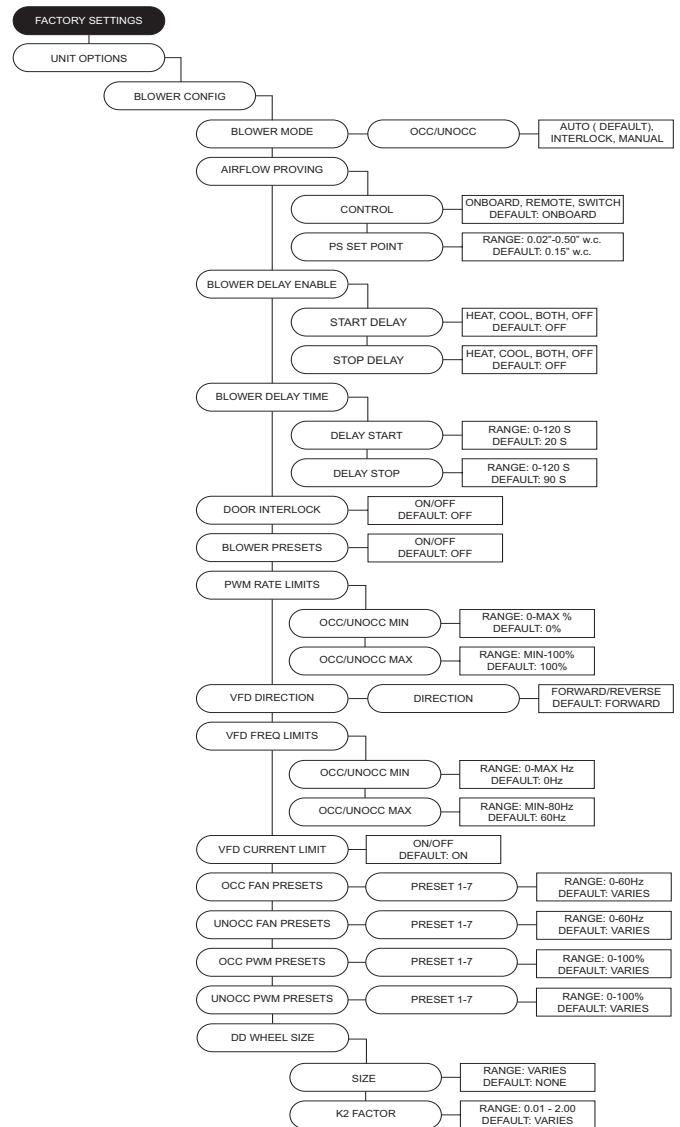 FACTORY SETTINGS
UNIT OPTIONS
BLOWER CONFIG
BLOWER MODE
OCC/UNOCC
AUTO ( DEFAULT),
INTERLOCK, MANUAL
AIRFLOW PROVING
CONTROL
ONBOARD, REMOTE, SWITCH
DEFAULT: ONBOARD
PS SET POINT
RANGE: 0.02"-0.50" w.c.
DEFAULT: 0.15" w.c.
BLOWER DELAY ENABLE
START DELAY
HEAT, COOL, BOTH, OFF
DEFAULT: OFF
STOP DELAY
HEAT, COOL, BOTH, OFF
DEFAULT: OFF
BLOWER DELAY TIME
DELAY START
RANGE: 0-120 S
DEFAULT: 20 S
DELAY STOP
RANGE: 0-120 S
DEFAULT: 90 S
DOOR INTERLOCK
ON/OFF
DEFAULT: OFF
BLOWER PRESETS
ON/OFF
DEFAULT: OFF
PWM RATE LIMITS
OCC/UNOCC MIN
RANGE: 0-MAX %
DEFAULT: 0%
OCC/UNOCC MAX
RANGE: MIN-100%
DEFAULT: 100%
VFD DIRECTION
DIRECTION
FORWARD/REVERSE
DEFAULT: FORWARD
VFD FREQ LIMITS
OCC/UNOCC MIN
RANGE: 0-MAX Hz
DEFAULT: 0Hz
OCC/UNOCC MAX
RANGE: MIN-80Hz
DEFAULT: 60Hz
VFD CURRENT LIMIT
ON/OFF
DEFAULT: ON
OCC FAN PRESETS
PRESET 1-7
RANGE: 0-60Hz
DEFAULT: VARIES
UNOCC FAN PRESETS
PRESET 1-7
RANGE: 0-60Hz
DEFAULT: VARIES
OCC PWM PRESETS
PRESET 1-7
RANGE: 0-100%
DEFAULT: VARIES
UNOCC PWM PRESETS
PRESET 1-7
RANGE: 0-100%
DEFAULT: VARIES
DD WHEEL SIZE
SIZE
RANGE: VARIES
DEFAULT: NONE
K2 FACTOR
RANGE: 0.01 - 2.00
DEFAULT: VARIES